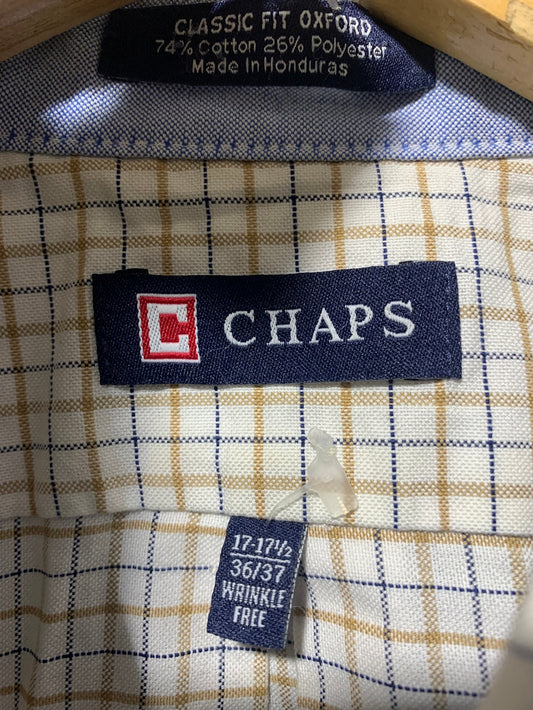 CLASSIC FIT OXFORD
74% Cotton 26% Polyester
Made In Honduras
C CHAPS
17-17½
36/37
WRINKLE
FREE